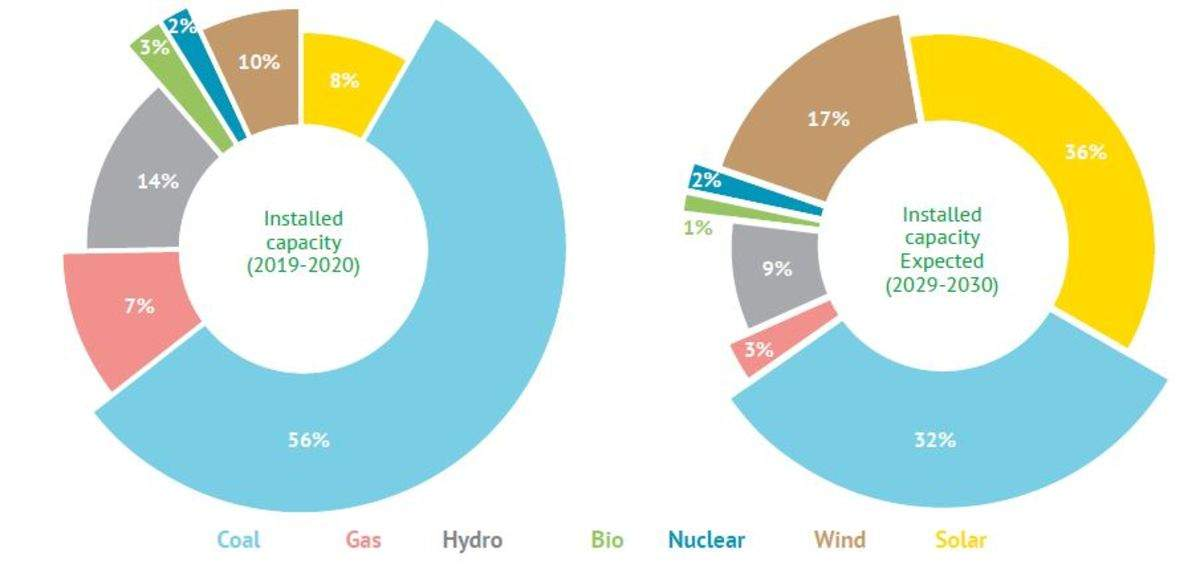 2%
3%
10%
8%
14%
Installed
capacity
(2019-2020)
7%
56%
17%
36%
2%
1%
Installed
capacity
Expected
(2029-2030)
9%
3%
32%
Coal Gas Hydro Bio Nuclear Wind Solar